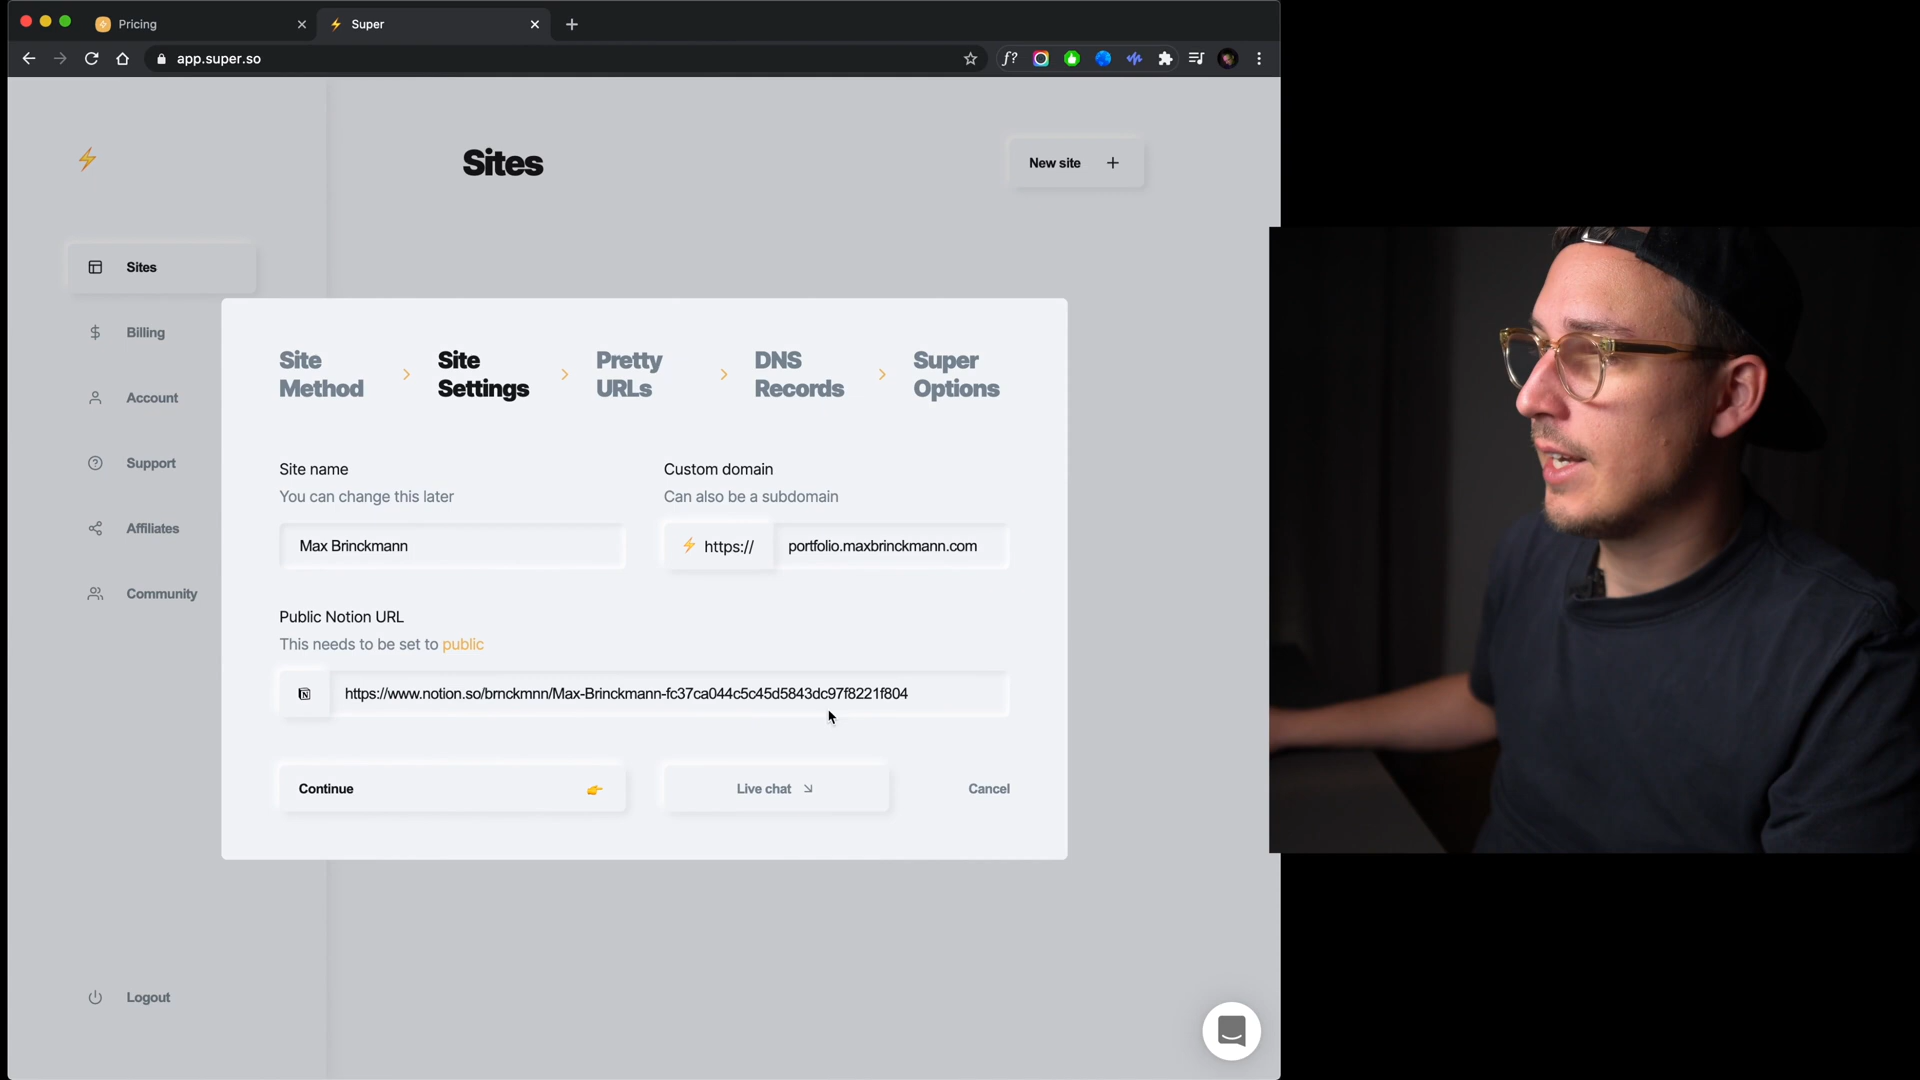 Pricing
Super
app.super.so
f?
Sites
New site
Sites
Billing
Account
Support
Affiliates
Community
Logout
Site Method
Site Settings
Pretty URLs
DNS Records
Super Options
Site name
You can change this later
Max Brinckmann
Custom domain
Can also be a subdomain
https://
portfolio.maxbrinckmann.com
Public Notion URL
This needs to be set to public
https://www.notion.so/brnckmnn/Max-Brinckmann-fc37ca044c5c45d5843dc97f8221f804
Continue
Live chat
Cancel